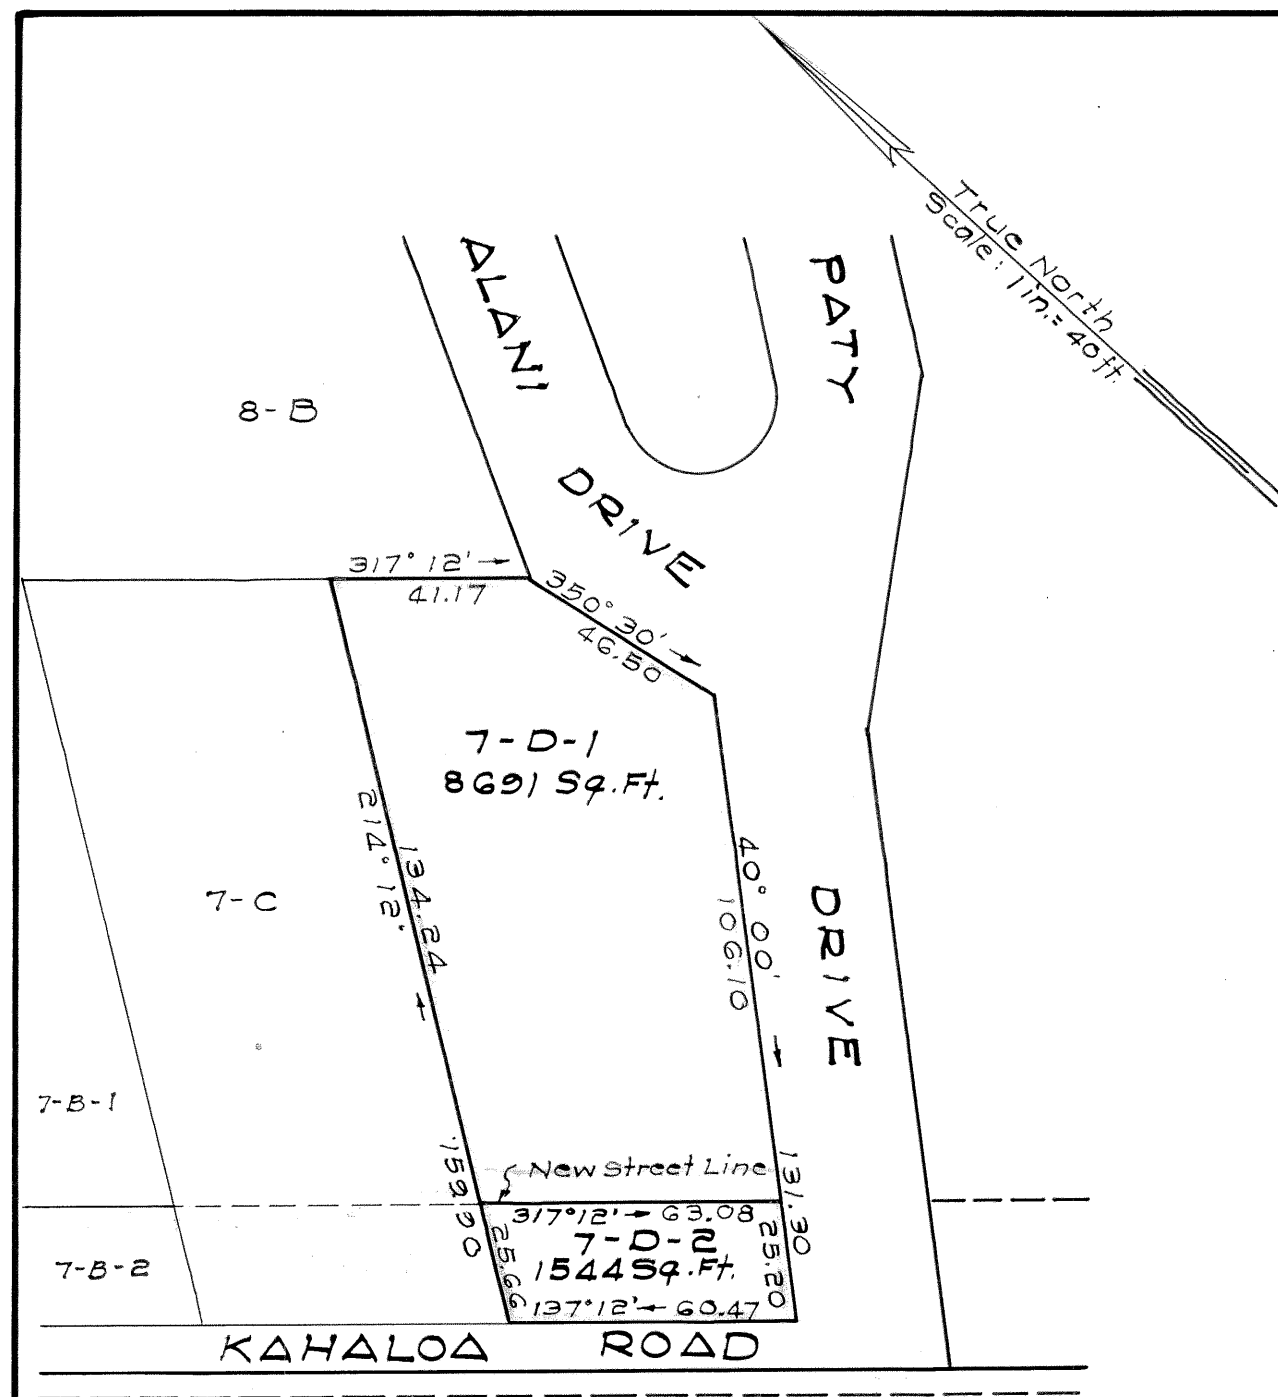 True North
Scale: 1in.= 40ft.
ALANI
PATY
8-B
DRIVE
317° 12' →
41.17
350° 30' →
46.50
7-D-1
8691 Sq.Ft.
214° 12'
134.24
40° 00'
106.10
7-C
DRIVE
7-B-1
New Street Line
159.90
131.30
317°12' → 63.08
7-D-2
1544 Sq.Ft.
25.66
25.20
137°12' ← 60.47
7-B-2
KAHALOA ROAD